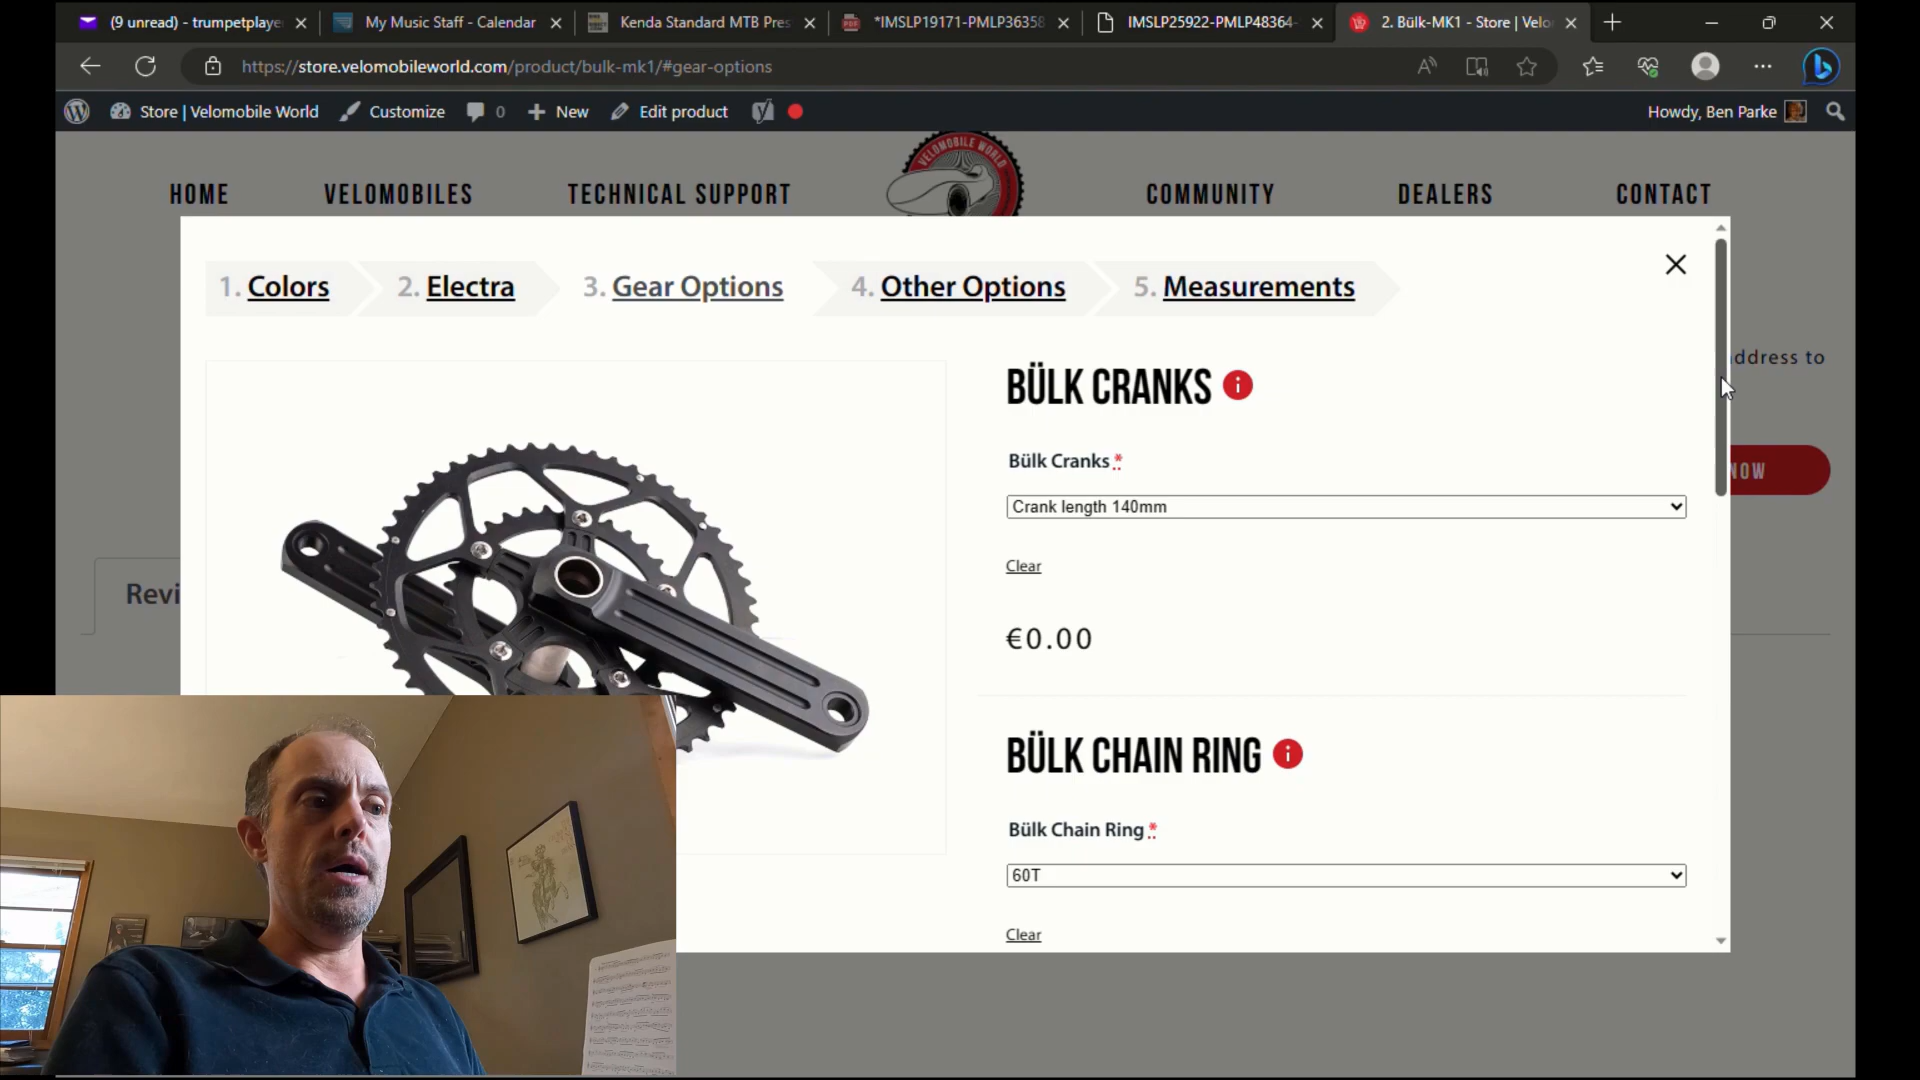 (9 unread) - trumpetplaye
My Music Staff - Calendar
Kenda Standard MTB Pres
*IMSLP19171-PMLP36358
IMSLP25922-PMLP48364-
2. Bülk-MK1 - Store | Velo
https://store.velomobileworld.com/product/bulk-mk1/#gear-options
Store | Velomobile World
Customize
0
New
Edit product
Howdy, Ben Parke
VELOMOBILE WORLD
HOME
VELOMOBILES
TECHNICAL SUPPORT
COMMUNITY
DEALERS
CONTACT
1. Colors
2. Electra
3. Gear Options
4. Other Options
5. Measurements
ddress to
BÜLK CRANKS i
Bülk Cranks *
Crank length 140mm
NOW
Clear
Revi
€0.00
BÜLK CHAIN RING i
Bülk Chain Ring *
60T
Clear